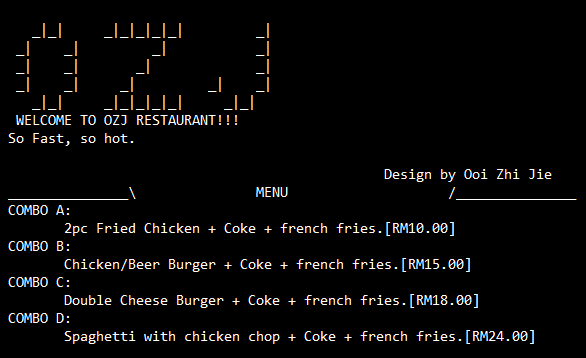 OZJ
WELCOME TO OZJ RESTAURANT!!!
So Fast, so hot.
Design by Ooi Zhi Jie
_______________\ MENU /_______________
COMBO A:
2pc Fried Chicken + Coke + french fries.[RM10.00]
COMBO B:
Chicken/Beer Burger + Coke + french fries.[RM15.00]
COMBO C:
Double Cheese Burger + Coke + french fries.[RM18.00]
COMBO D:
Spaghetti with chicken chop + Coke + french fries.[RM24.00]